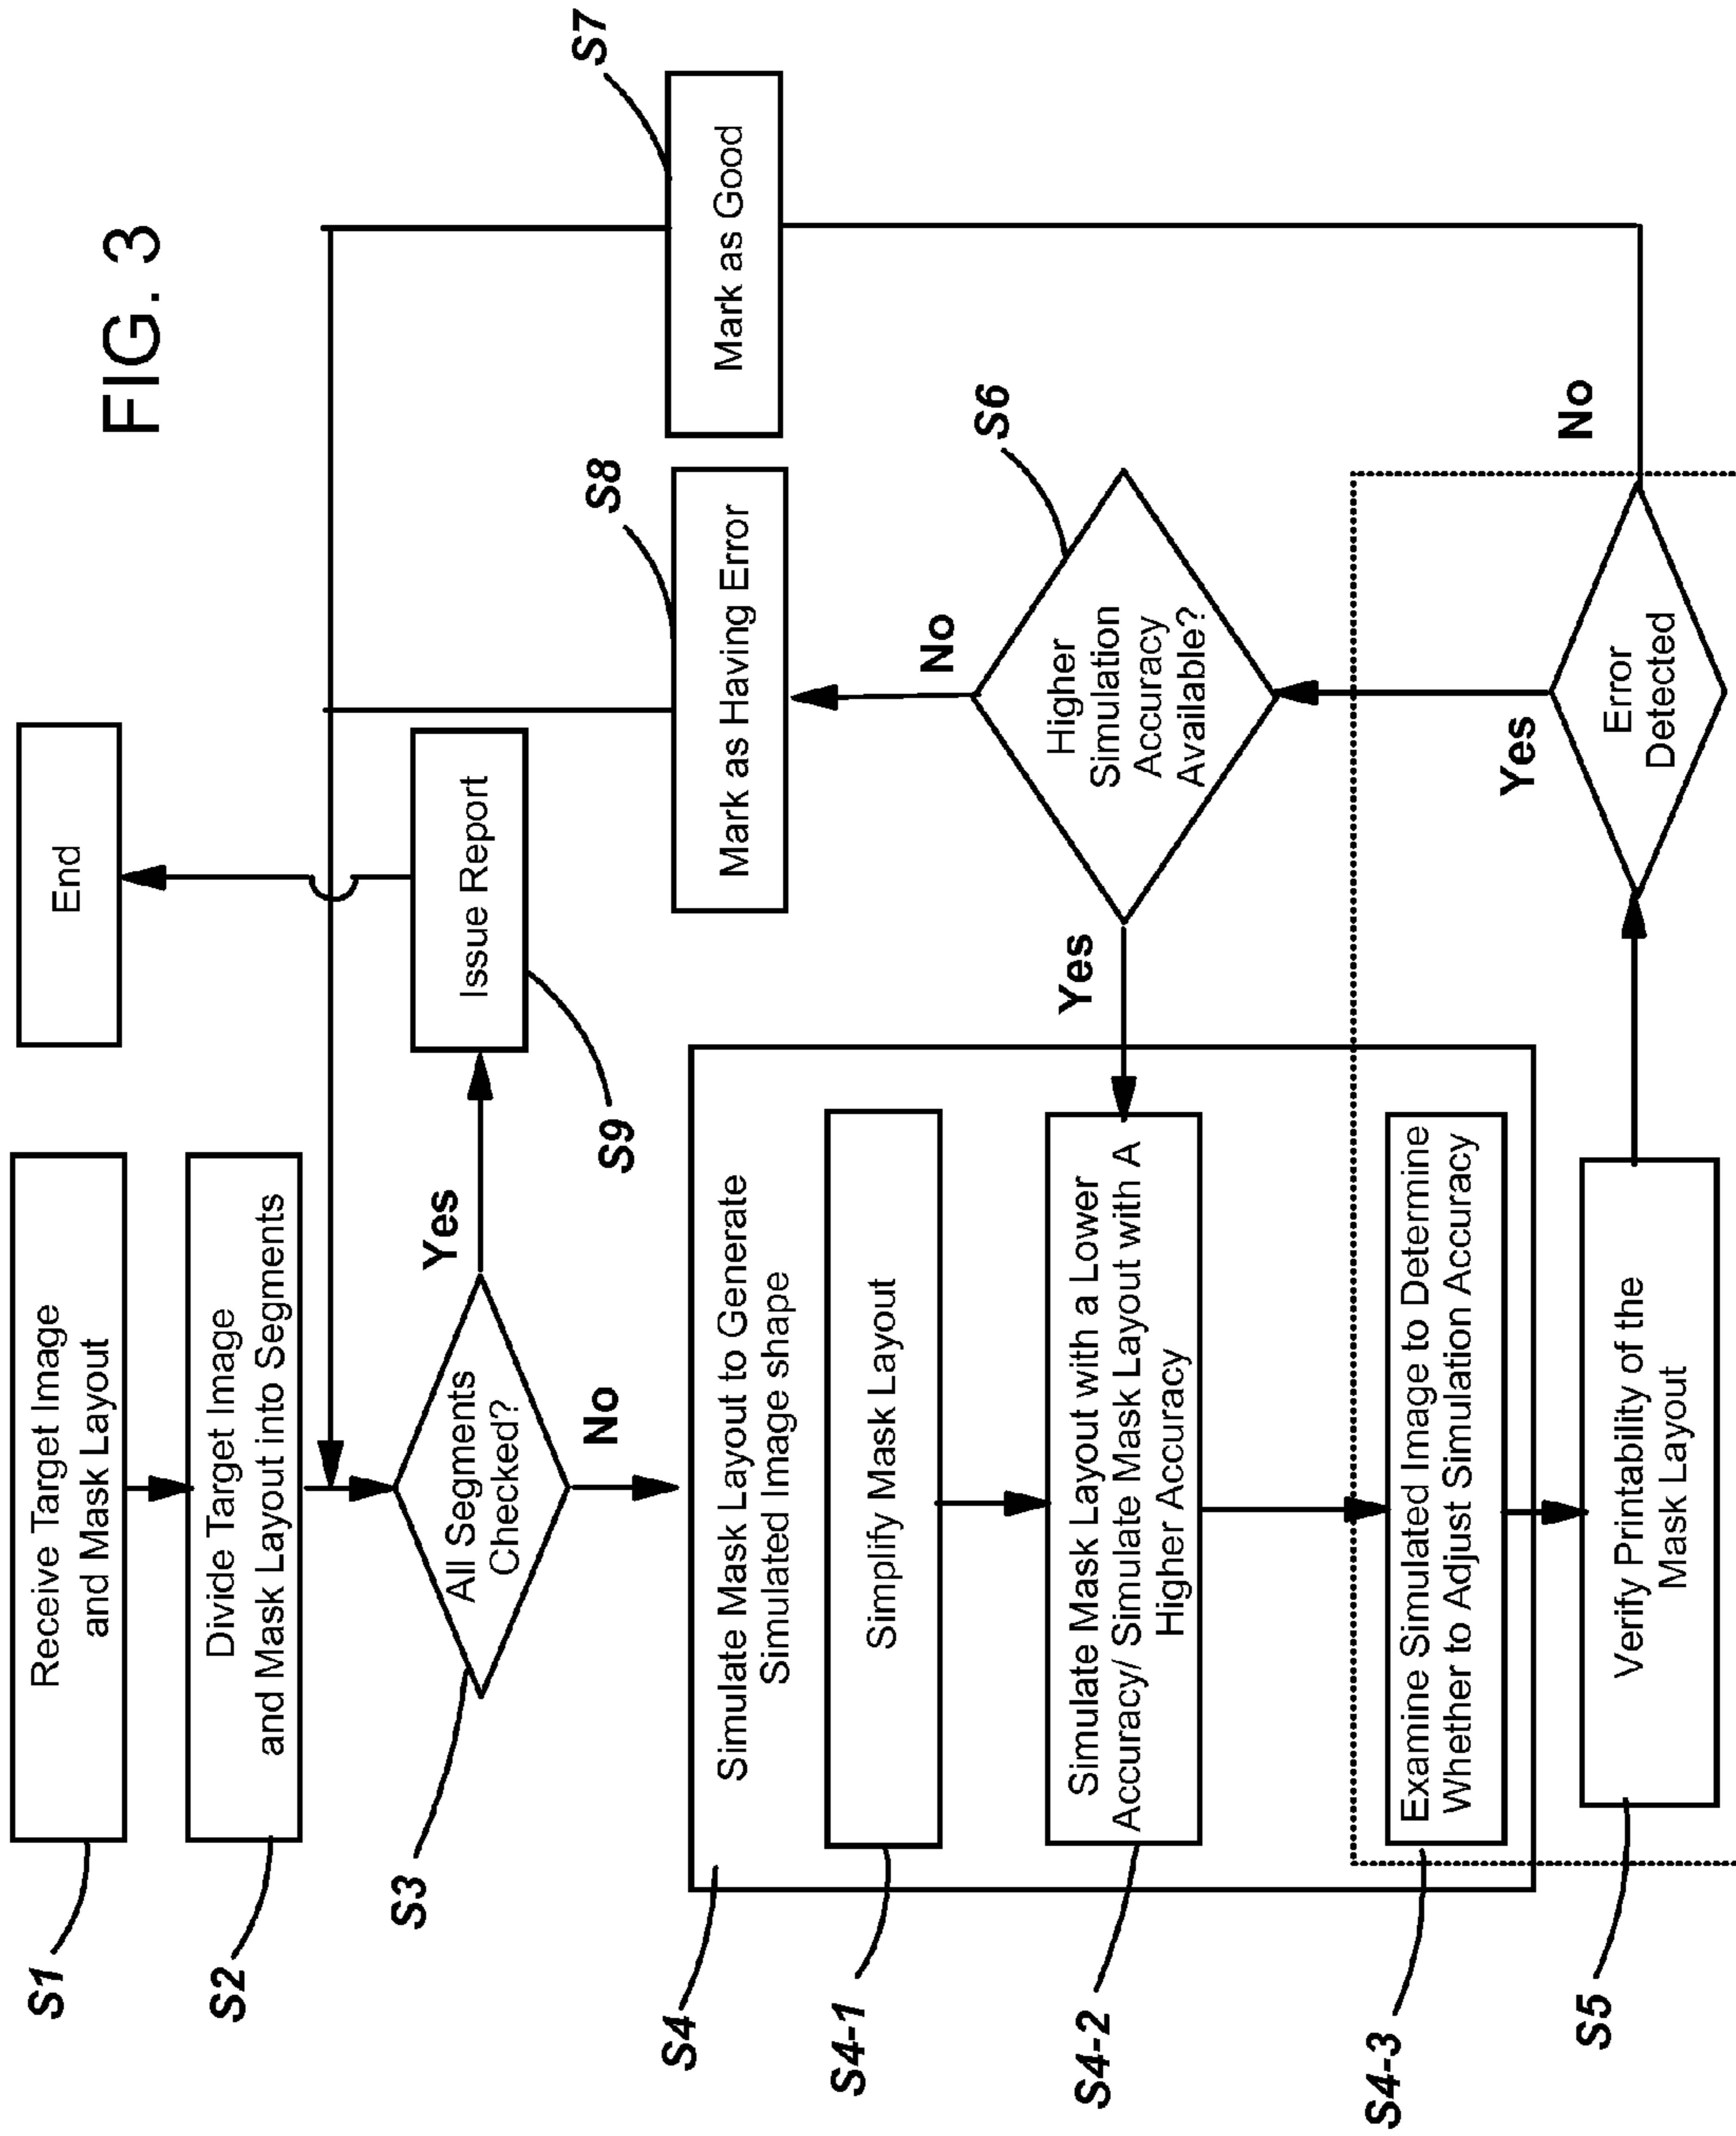 FIG. 3
Receive Target Image
and Mask Layout
S1
Divide Target Image
and Mask Layout into Segments
S2
All Segments
Checked?
S3
Yes
No
Issue Report
S9
End
Simulate Mask Layout to Generate
Simulated Image shape
S4
Simplify Mask Layout
S4-1
Simulate Mask Layout with a Lower
Accuracy/ Simulate Mask Layout with A
Higher Accuracy
S4-2
Examine Simulated Image to Determine
Whether to Adjust Simulation Accuracy
S4-3
Verify Printability of the
Mask Layout
S5
Error
Detected
Yes
No
Higher
Simulation
Accuracy
Available?
S6
Yes
No
Mark as Having Error
S8
Mark as Good
S7